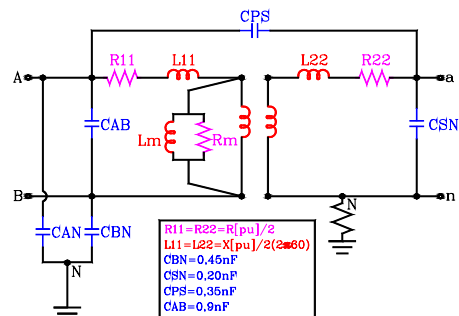 CPS
R11 L11 L22 R22
A a
CAB Lm Rm CSN
B n
N
CAN CBN
N
R11=R22=R[pu]/2
L11=L22=X[pu]/2(2π60)
CBN=0,45nF
CSN=0,20nF
CPS=0,35nF
CAB=0,9nF